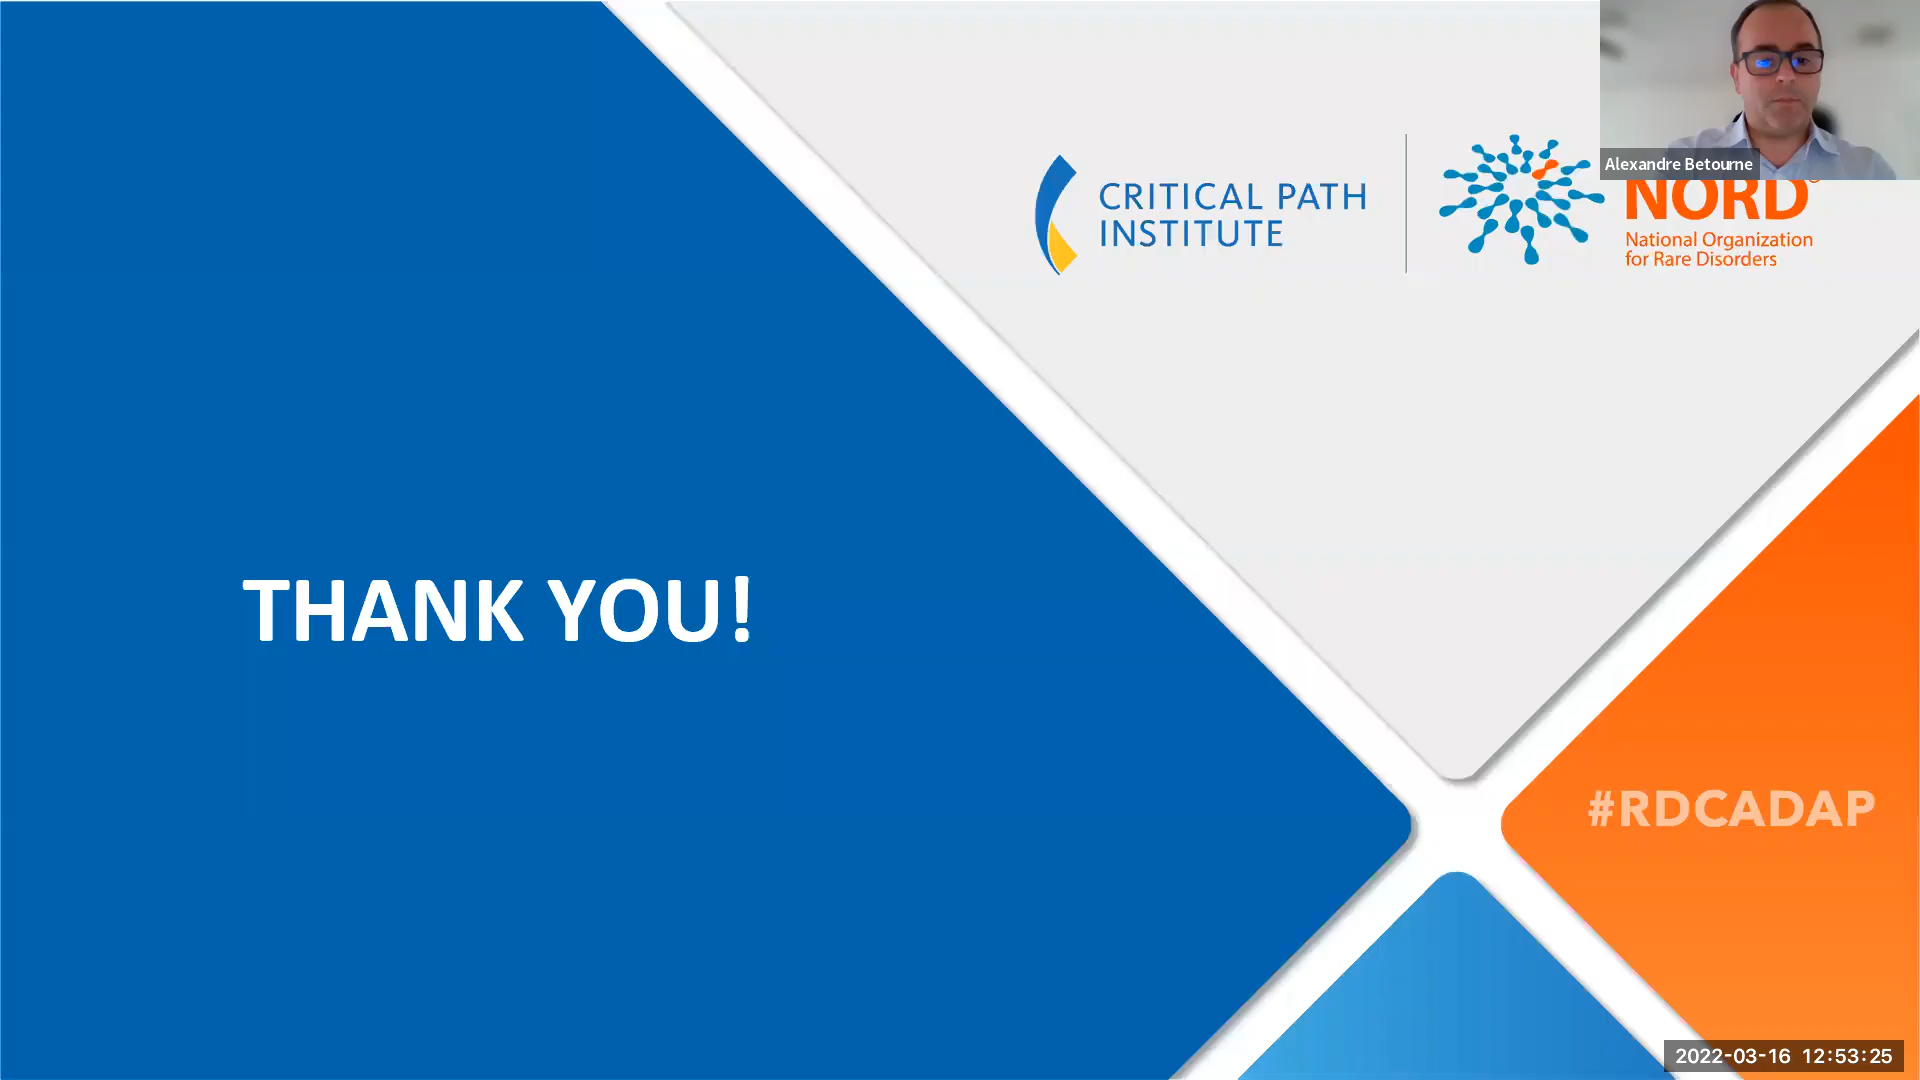 Alexandre Betourne
CRITICAL PATH
INSTITUTE
NORD
National Organization
for Rare Disorders
THANK YOU!
#RDCADAP
2022-03-16 12:53:25